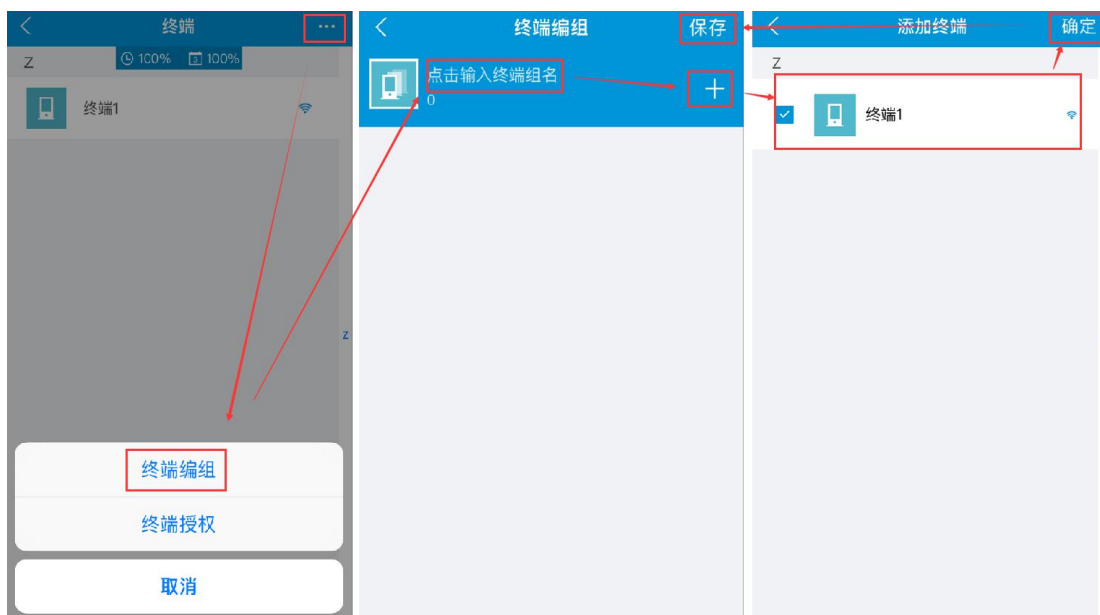 终端
...
Z
100%
3 100%
终端1
Z
终端编组
终端授权
取消
终端编组
保存
点击输入终端组名
0
添加终端
确定
Z
终端1